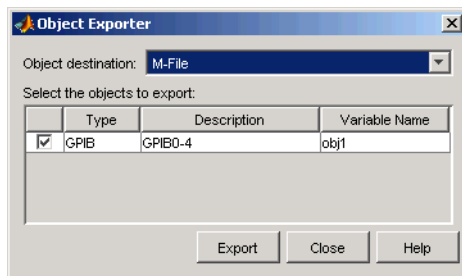 Object Exporter
Object destination: M-File
Select the objects to export:
Type Description Variable Name
GPIB GPIB0-4 obj1
Export Close Help